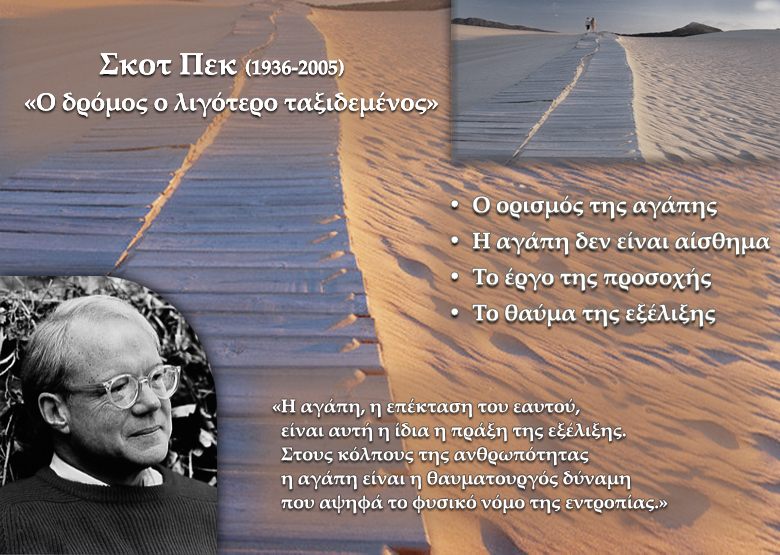 Σκοτ Πεκ (1936-2005)
«Ο δρόμος ο λιγότερο ταξιδεμένος»
• Ο ορισμός της αγάπης
• Η αγάπη δεν είναι αίσθημα
• Το έργο της προσοχής
• Το θαύμα της εξέλιξης
«Η αγάπη, η επέκταση του εαυτού,
είναι αυτή η ίδια η πράξη της εξέλιξης.
Στους κόλπους της ανθρωπότητας
η αγάπη είναι η θαυματουργός δύναμη
που αψηφά το φυσικό νόμο της εντροπίας.»